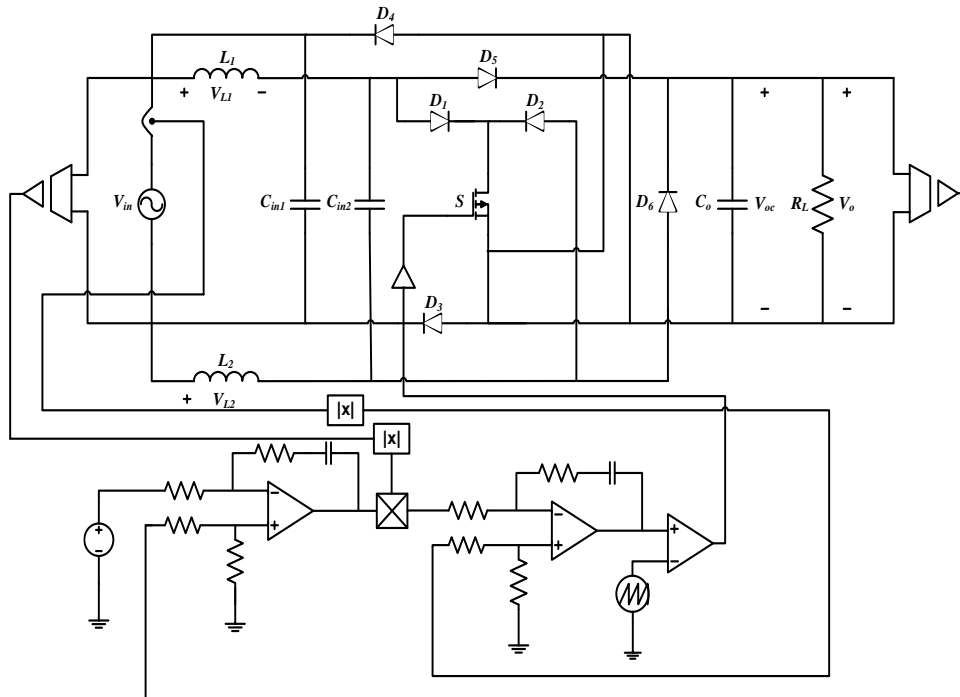 D4
L1
D5
+ VL1 -
D1
D2
Vin
Cin1
Cin2
S
D6
Co
+
Voc
-
RL
+
Vo
-
D3
L2
+ VL2
|x|
|x|
+
-
-
+
-
+
+
-